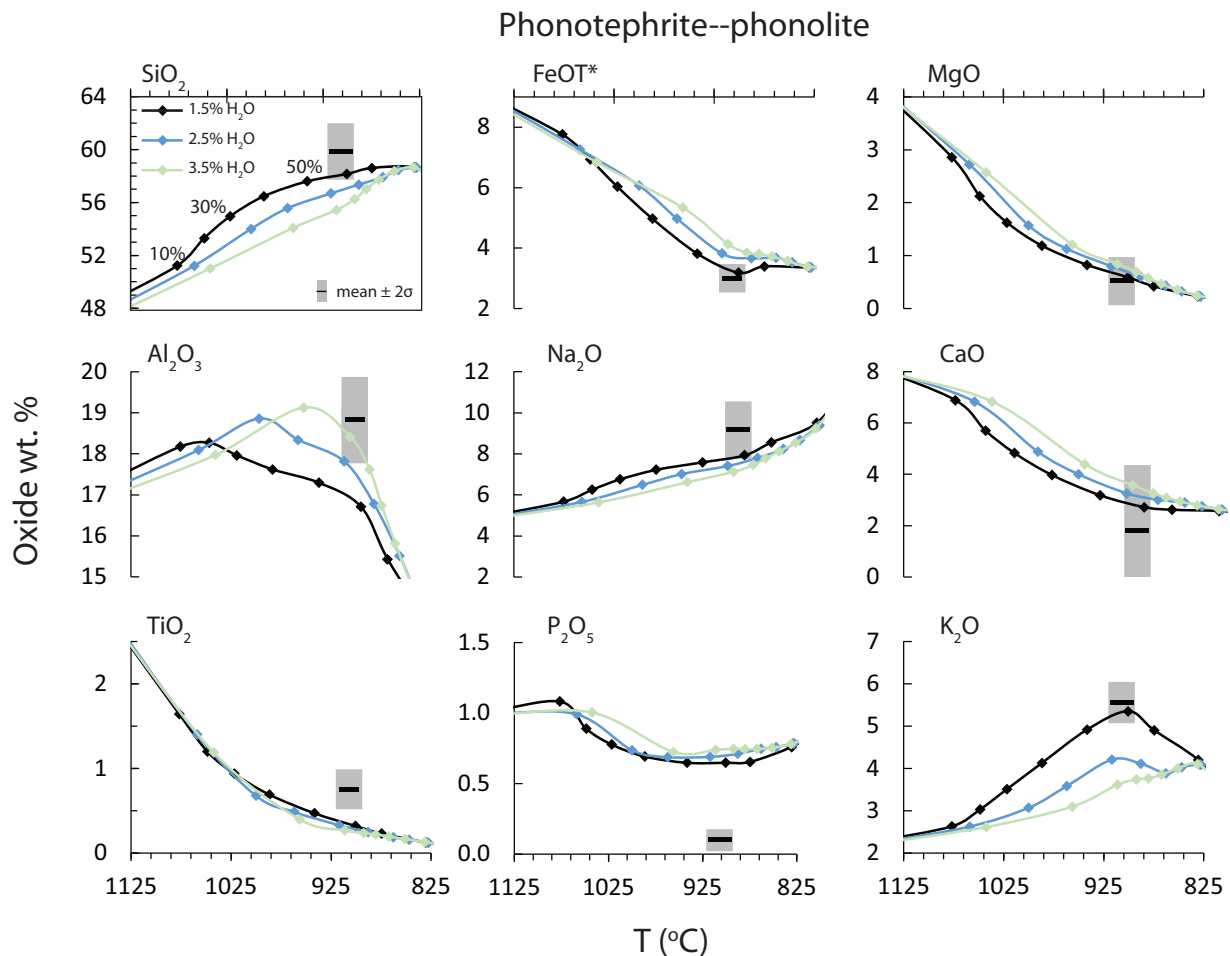 Phonotephrite--phonolite
SiO₂
FeOT*
MgO
64
60
56
52
48
1.5% H₂O
2.5% H₂O
3.5% H₂O
50%
30%
10%
mean ± 2σ
8
6
4
2
4
3
2
1
0
Al₂O₃
Na₂O
CaO
20
19
18
17
16
15
12
10
8
6
4
2
8
6
4
2
0
Oxide wt. %
TiO₂
P₂O₅
K₂O
2
1
0
1.5
1.0
0.5
0.0
7
6
5
4
3
2
1125 1025 925 825
1125 1025 925 825
1125 1025 925 825
T (°C)